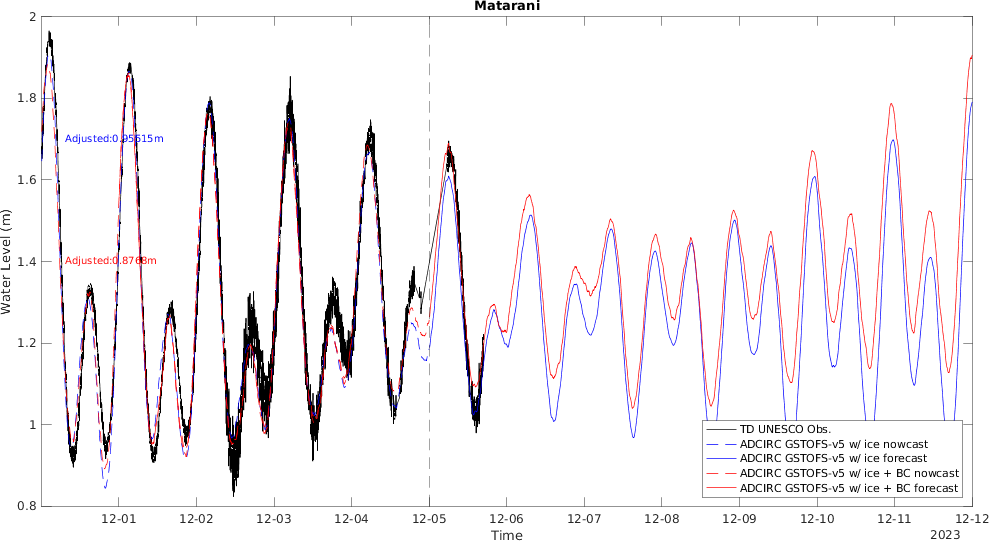 Matarani
2
1.8
1.6
1.4
1.2
1
0.8
Water Level (m)
Adjusted:0.95615m
Adjusted:0.8768m
12-01 12-02 12-03 12-04 12-05 12-06 12-07 12-08 12-09 12-10 12-11 12-12
Time
2023
TD UNESCO Obs.
ADCIRC GSTOFS-v5 w/ ice nowcast
ADCIRC GSTOFS-v5 w/ ice forecast
ADCIRC GSTOFS-v5 w/ ice + BC nowcast
ADCIRC GSTOFS-v5 w/ ice + BC forecast